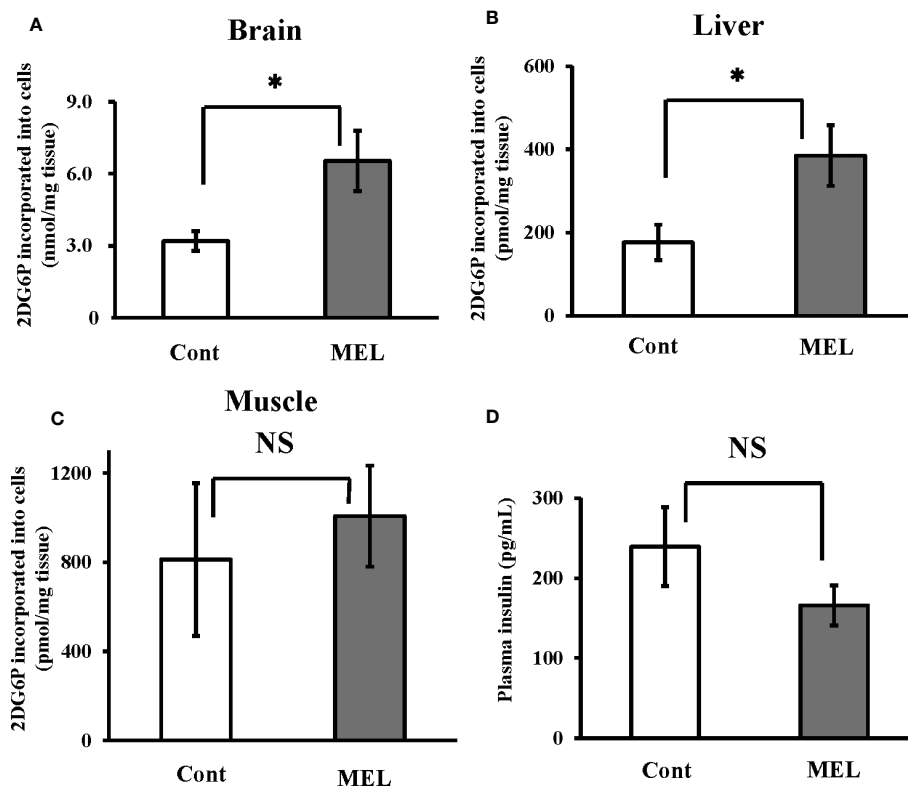 A
Brain
2DG6P incorporated into cells
(nmol/mg tissue)
9.0
6.0
3.0
0
*
Cont
MEL
B
Liver
2DG6P incorporated into cells
(pmol/mg tissue)
600
400
200
0
*
Cont
MEL
C
Muscle
NS
2DG6P incorporated into cells
(pmol/mg tissue)
1200
800
400
0
Cont
MEL
D
NS
Plasma insulin (pg/mL)
300
200
100
0
Cont
MEL